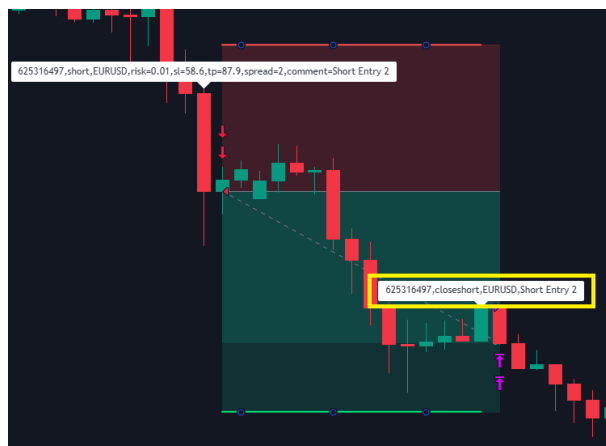 625316497,short,EURUSD,risk=0.01,sl=58.6,tp=87.9,spread=2,comment=Short Entry 2
625316497,closeshort,EURUSD,Short Entry 2